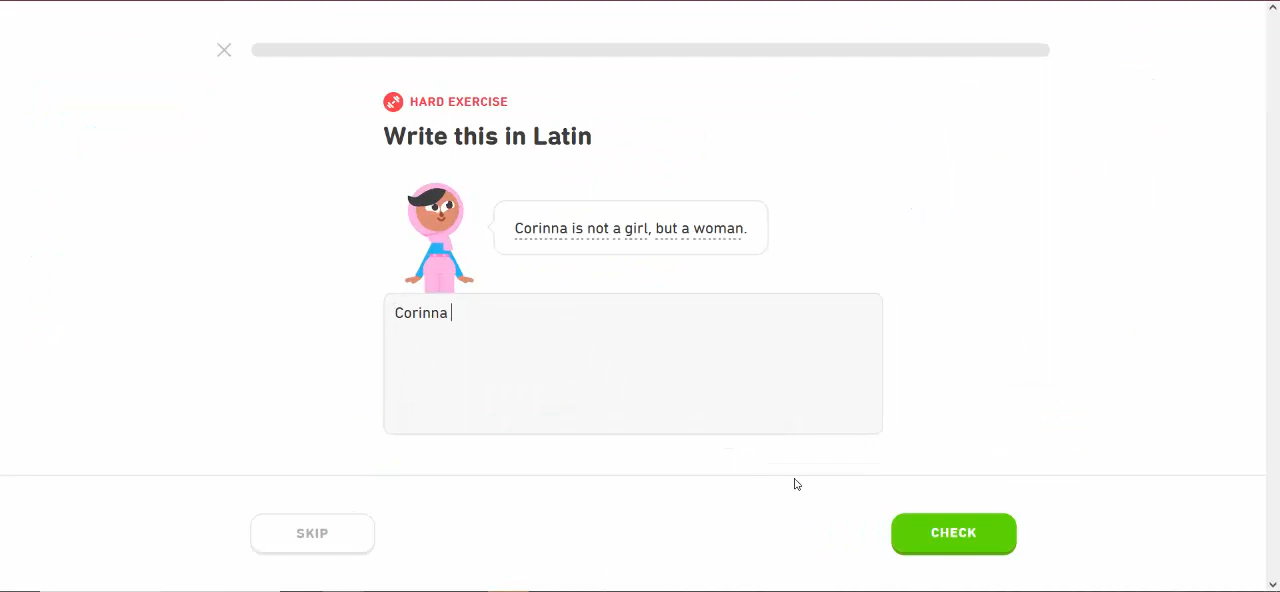 HARD EXERCISE
Write this in Latin
Corinna is not a girl, but a woman.
Corinna
SKIP
CHECK